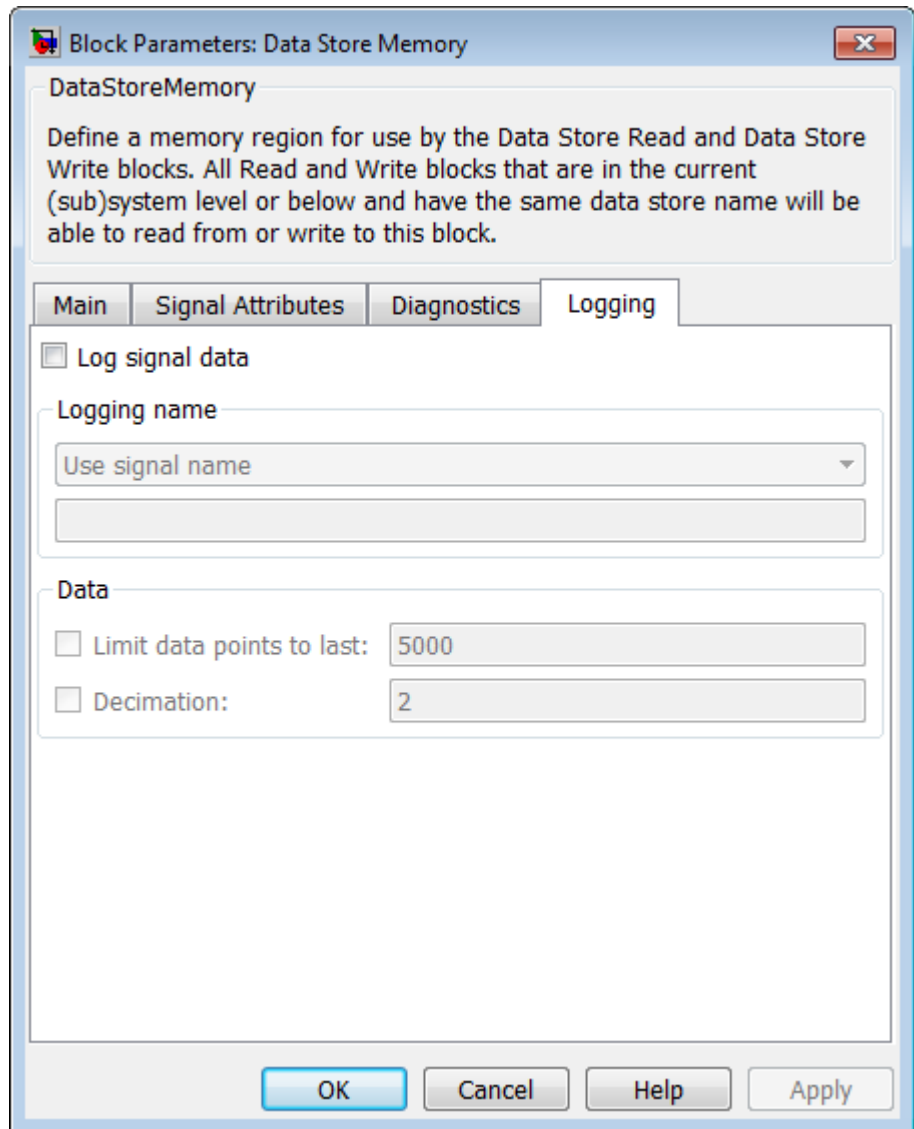 Block Parameters: Data Store Memory
DataStoreMemory
Define a memory region for use by the Data Store Read and Data Store
Write blocks. All Read and Write blocks that are in the current
(sub)system level or below and have the same data store name will be
able to read from or write to this block.
Main Signal Attributes Diagnostics Logging
Log signal data
Logging name
Use signal name
Data
Limit data points to last: 5000
Decimation: 2
OK Cancel Help Apply